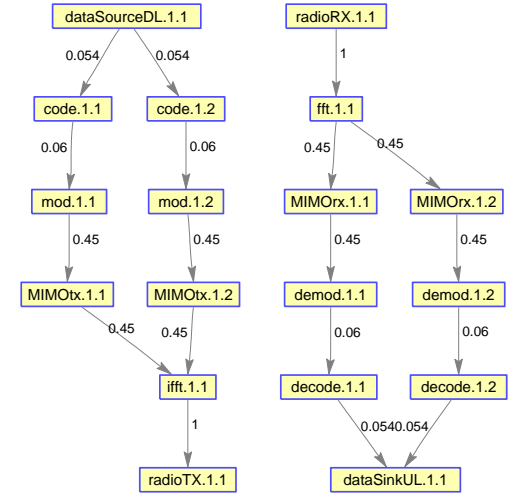 dataSourceDL.1.1 radioRX.1.1
0.054 0.054 1
code.1.1 code.1.2 fft.1.1
0.06 0.06 0.45 0.45
mod.1.1 mod.1.2 MIMOrx.1.1 MIMOrx.1.2
0.45 0.45 0.45 0.45
MIMOtx.1.1 MIMOtx.1.2 demod.1.1 demod.1.2
0.45 0.45 0.06 0.06
ifft.1.1 decode.1.1 decode.1.2
1 0.054 0.054
radioTX.1.1 dataSinkUL.1.1